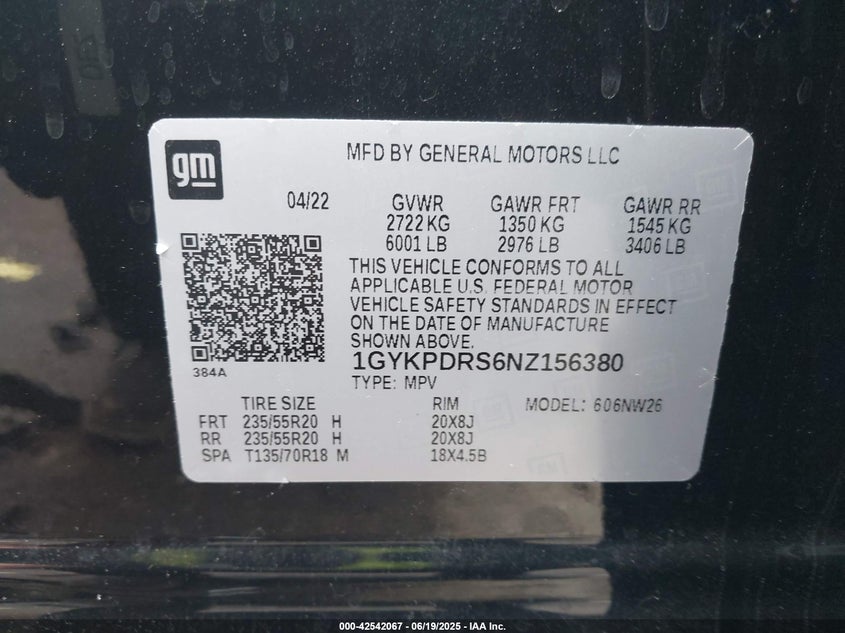 gm
MFD BY GENERAL MOTORS LLC
04/22 GVWR GAWR FRT GAWR RR
2722 KG 1350 KG 1545 KG
6001 LB 2976 LB 3406 LB
THIS VEHICLE CONFORMS TO ALL
APPLICABLE U.S. FEDERAL MOTOR
VEHICLE SAFETY STANDARDS IN EFFECT
ON THE DATE OF MANUFACTURE
SHOWN ABOVE.
1GYKPDRS6NZ156380
384A
TYPE: MPV
TIRE SIZE RIM MODEL: 606NW26
FRT 235/55R20 H 20X8J
RR 235/55R20 H 20X8J
SPA T135/70R18 M 18X4.5B
000-42542067 - 06/19/2025 - IAA Inc.